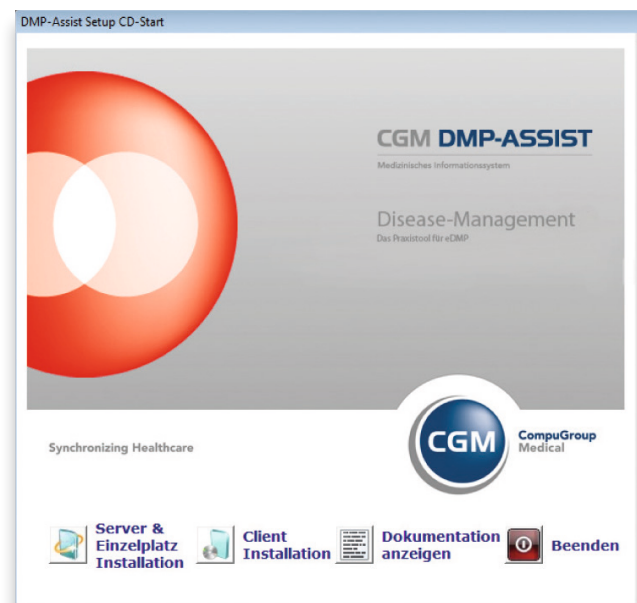 DMP-Assist Setup CD-Start
CGM DMP-ASSIST
Medizinisches Informationssystem
Disease-Management
Das Praxistool für eDMP
Synchronizing Healthcare
CGM
CompuGroup
Medical
Server &
Einzelplatz
Installation
Client
Installation
Dokumentation
anzeigen
Beenden